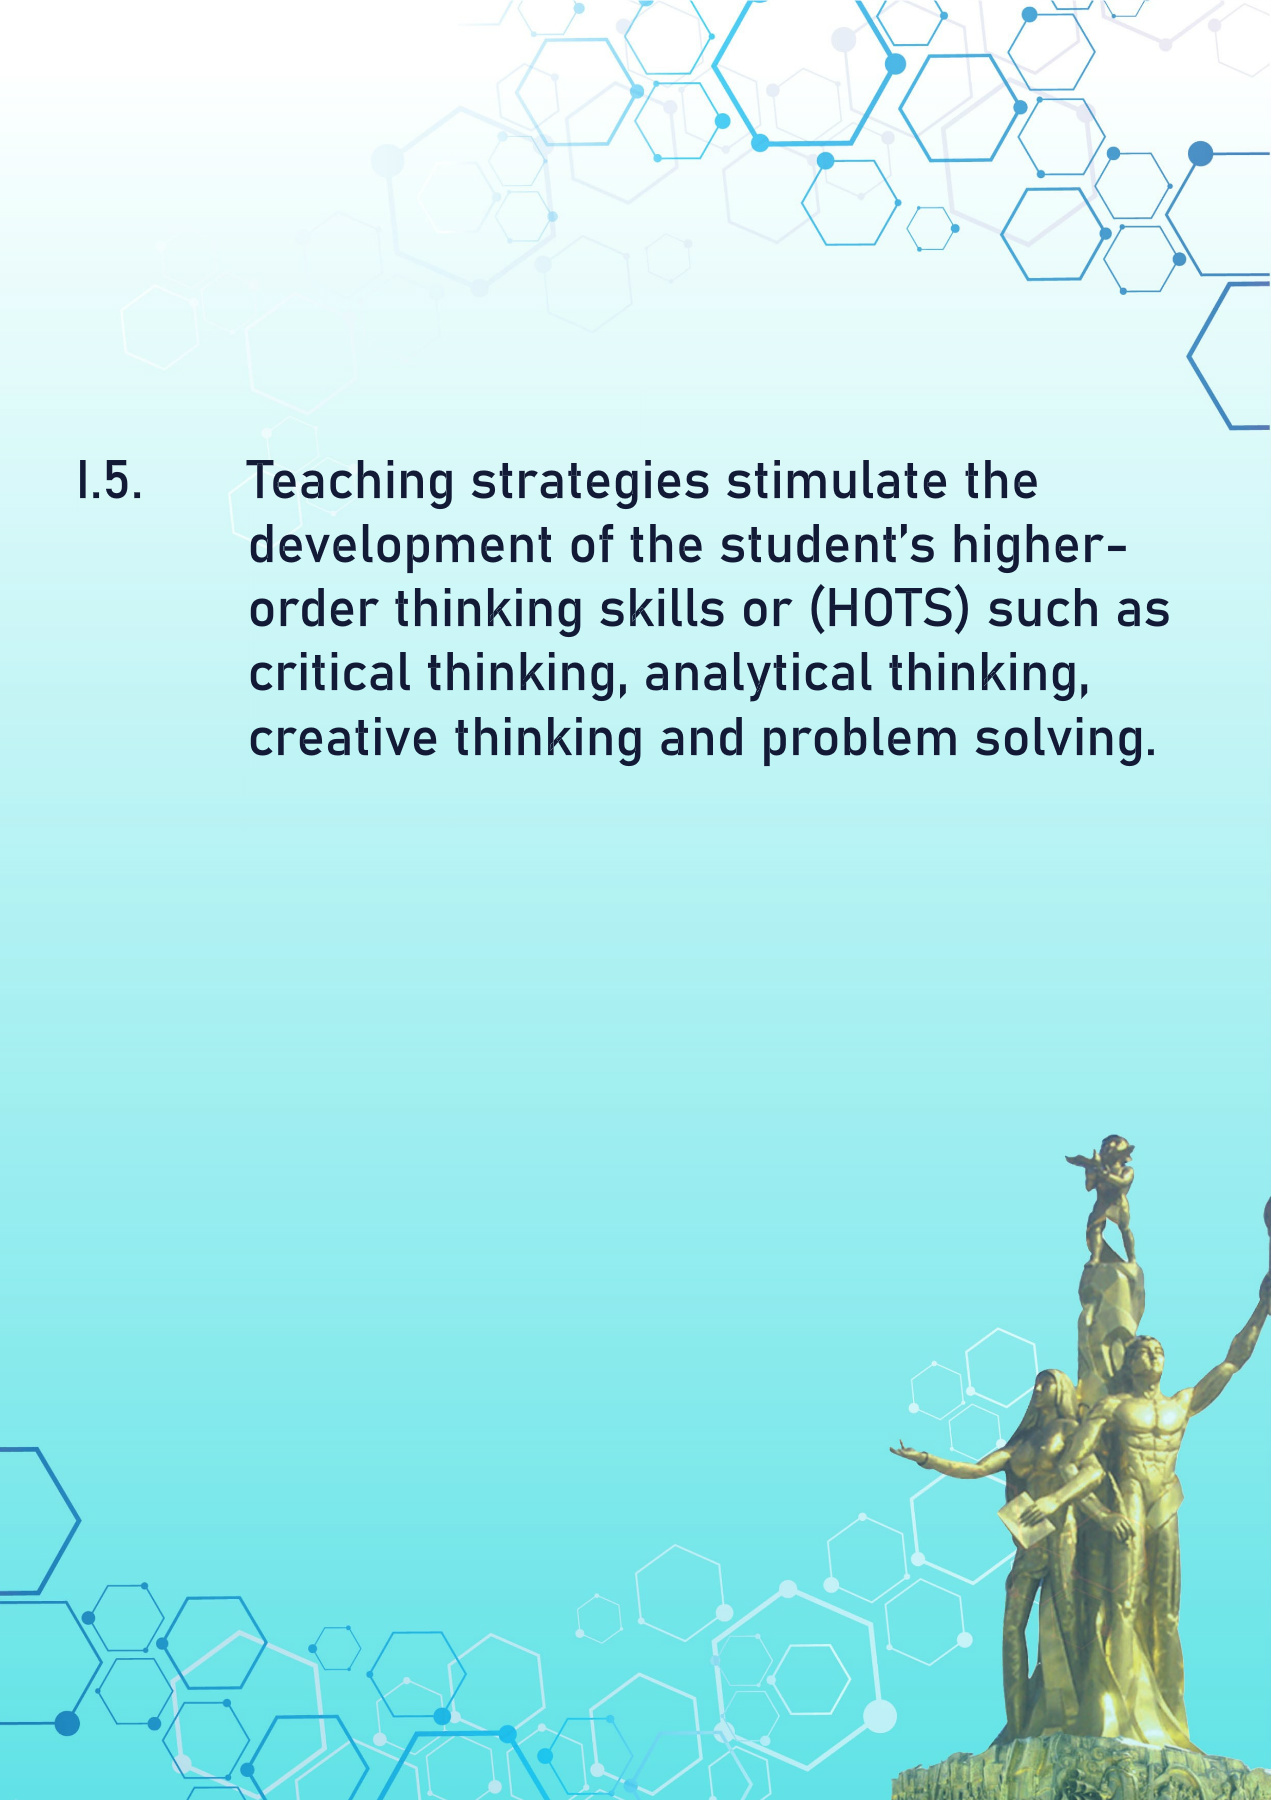 I.5. Teaching strategies stimulate the
development of the student's higher-
order thinking skills or (HOTS) such as
critical thinking, analytical thinking,
creative thinking and problem solving.